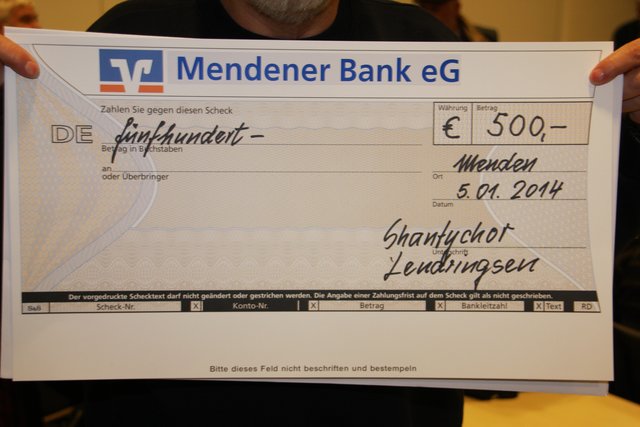 Mendener Bank eG
Zahlen Sie gegen diesen Scheck
Währung Betrag
DE fünfhundert- € 500,-
Betrag in Buchstaben
an Menden
oder Überbringer Ort
5.01.2014
Datum
Shantychor
Unterschrift
Lendringsen
Der vorgedruckte Schecktext darf nicht geändert oder gestrichen werden. Die Angabe einer Zahlungsfrist auf dem Scheck gilt als nicht geschrieben.
Scheck-Nr. X Konto-Nr. X Betrag X Bankleitzahl X Text RD
Bitte dieses Feld nicht beschriften und bestempeln